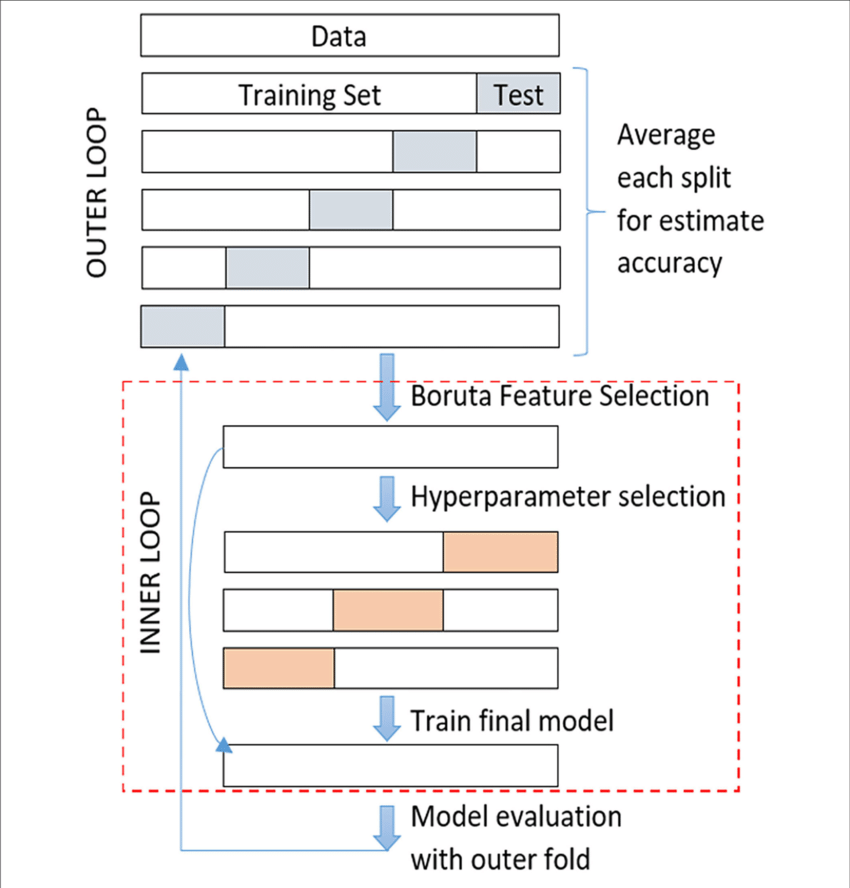 Data
OUTER LOOP
Training Set
Test
Average
each split
for estimate
accuracy
Boruta Feature Selection
INNER LOOP
Hyperparameter selection
Train final model
Model evaluation
with outer fold